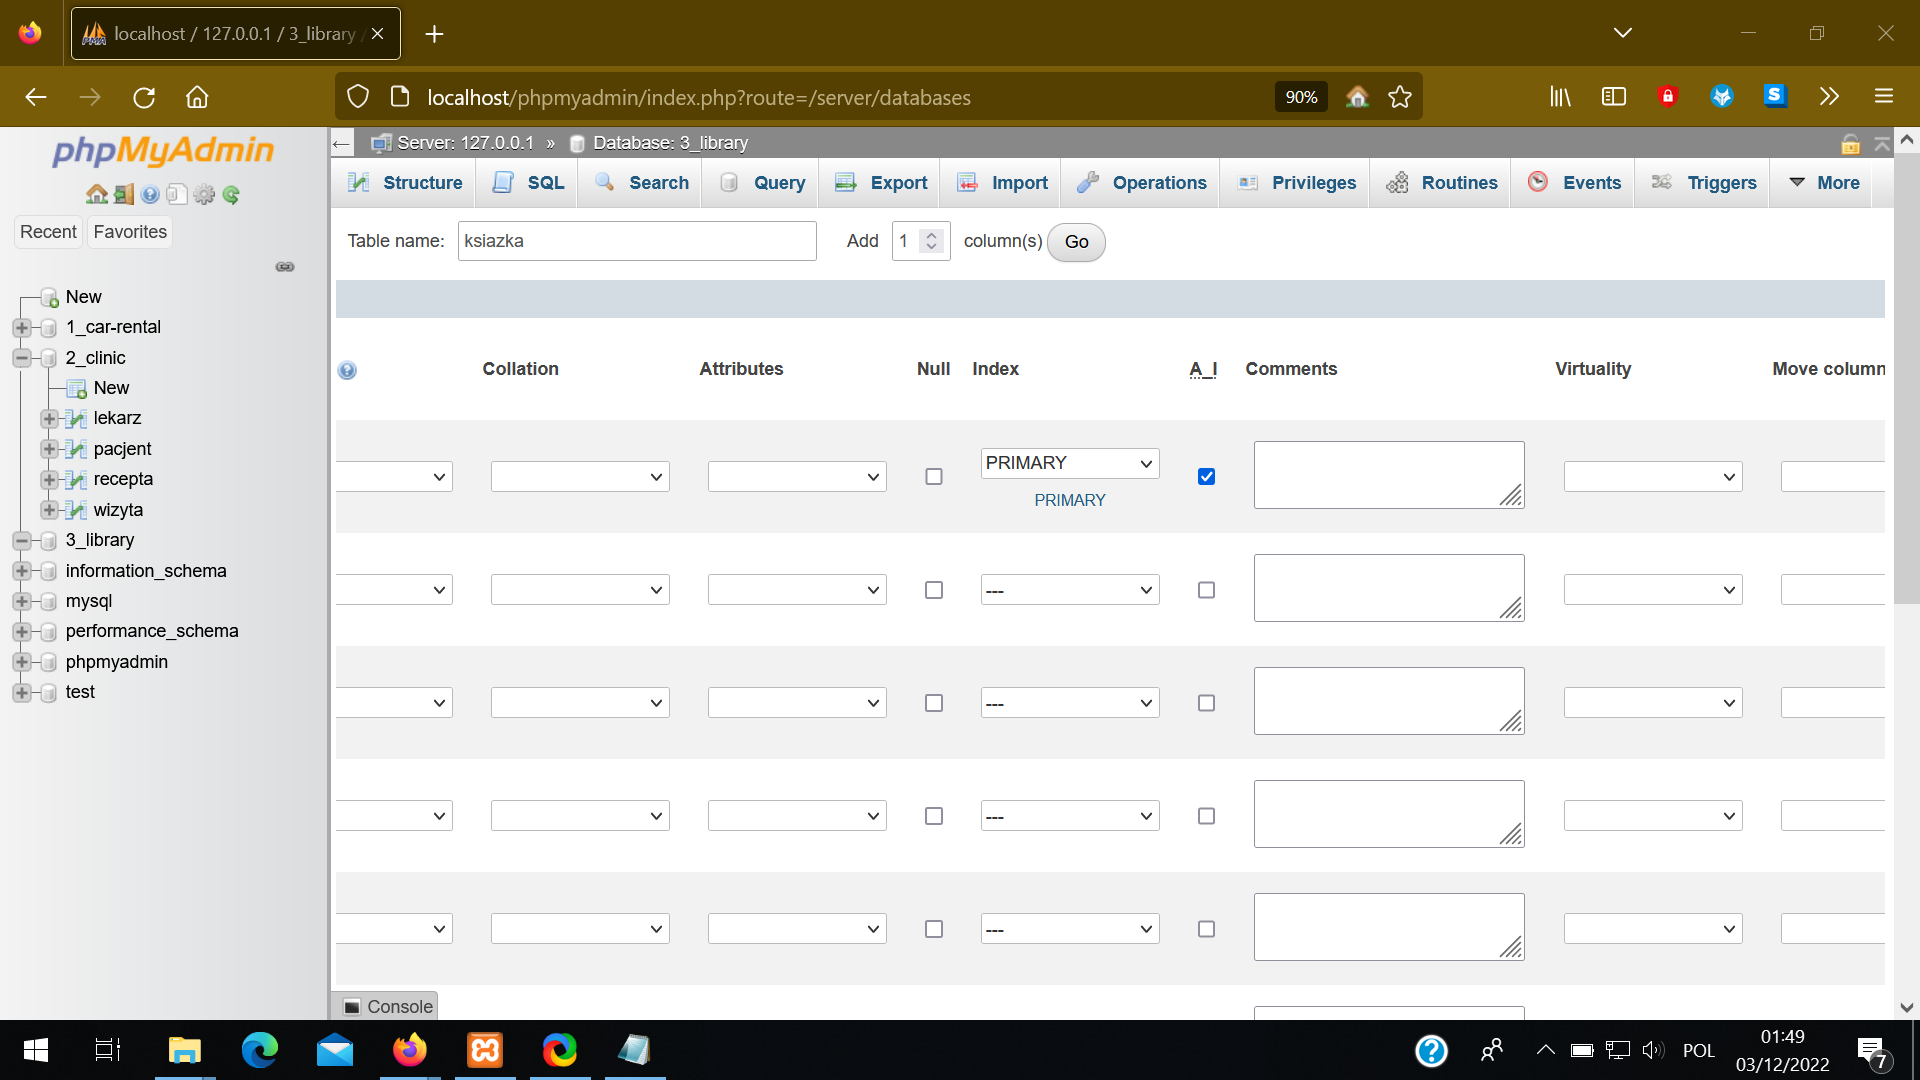 localhost / 127.0.0.1 / 3_library /
localhost/phpmyadmin/index.php?route=/server/databases
90%
phpMyAdmin
Recent
Favorites
New
1_car-rental
2_clinic
New
lekarz
pacjent
recepta
wizyta
3_library
information_schema
mysql
performance_schema
phpmyadmin
test
Server: 127.0.0.1 » Database: 3_library
Structure
SQL
Search
Query
Export
Import
Operations
Privileges
Routines
Events
Triggers
More
Table name: ksiazka Add 1 column(s) Go
Collation Attributes Null Index A_I Comments Virtuality Move column
PRIMARY
PRIMARY
---
---
---
---
Console
POL
01:49
03/12/2022
7